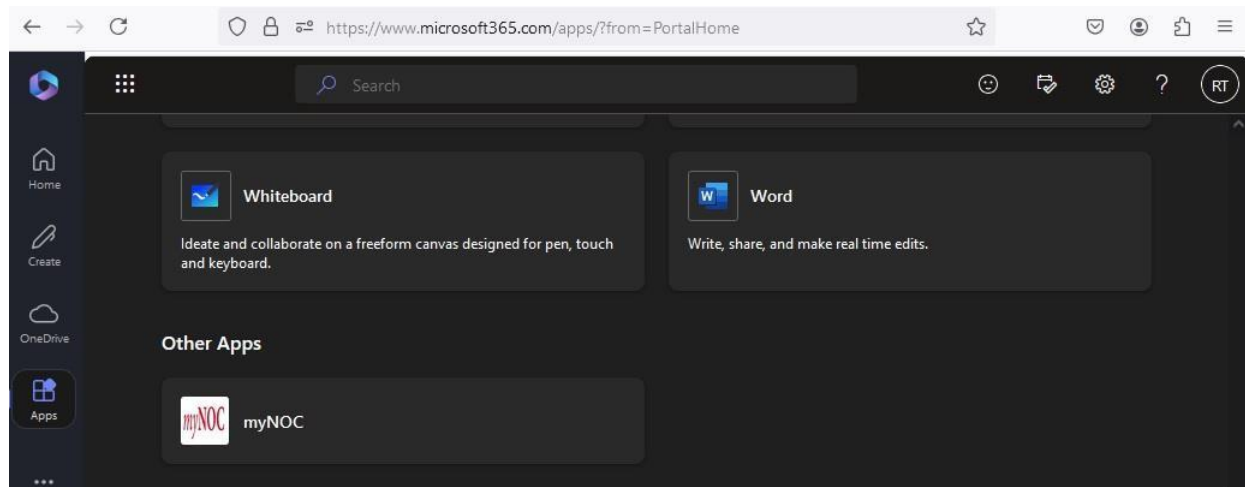 https://www.microsoft365.com/apps/?from=PortalHome
Search
RT
Home
Create
OneDrive
Apps
Whiteboard
Ideate and collaborate on a freeform canvas designed for pen, touch
and keyboard.
W
Word
Write, share, and make real time edits.
Other Apps
myNOC
myNOC